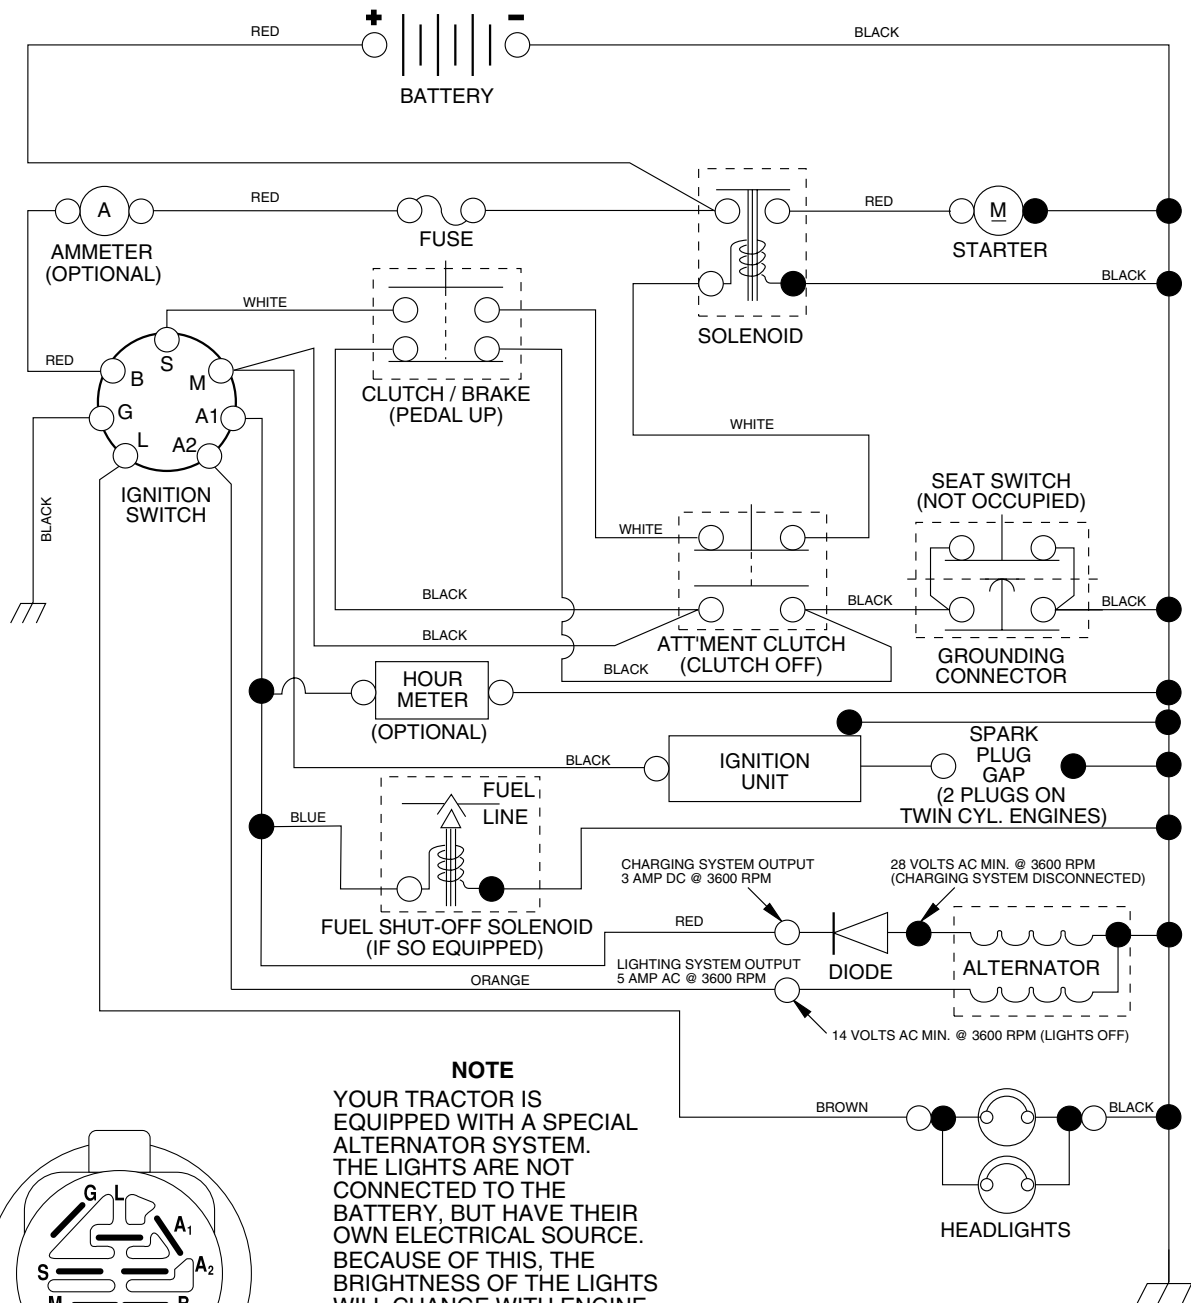 RED
+
-
BLACK
BATTERY
A
RED
AMMETER
(OPTIONAL)
FUSE
RED
M
STARTER
BLACK
SOLENOID
WHITE
RED
S
B
M
G
A1
L
A2
CLUTCH / BRAKE
(PEDAL UP)
IGNITION
SWITCH
BLACK
WHITE
SEAT SWITCH
(NOT OCCUPIED)
WHITE
BLACK
BLACK
BLACK
BLACK
ATT'MENT CLUTCH
(CLUTCH OFF)
BLACK
GROUNDING
CONNECTOR
HOUR
METER
(OPTIONAL)
BLACK
IGNITION
UNIT
SPARK
PLUG
GAP
(2 PLUGS ON
TWIN CYL. ENGINES)
BLUE
FUEL
LINE
FUEL SHUT-OFF SOLENOID
(IF SO EQUIPPED)
CHARGING SYSTEM OUTPUT
3 AMP DC @ 3600 RPM
28 VOLTS AC MIN. @ 3600 RPM
(CHARGING SYSTEM DISCONNECTED)
RED
DIODE
ALTERNATOR
LIGHTING SYSTEM OUTPUT
5 AMP AC @ 3600 RPM
ORANGE
14 VOLTS AC MIN. @ 3600 RPM (LIGHTS OFF)
BROWN
BLACK
HEADLIGHTS
NOTE
YOUR TRACTOR IS
EQUIPPED WITH A SPECIAL
ALTERNATOR SYSTEM.
THE LIGHTS ARE NOT
CONNECTED TO THE
BATTERY, BUT HAVE THEIR
OWN ELECTRICAL SOURCE.
BECAUSE OF THIS, THE
BRIGHTNESS OF THE LIGHTS
WILL CHANGE WITH ENGINE
G L
A1
S
A2
M
B